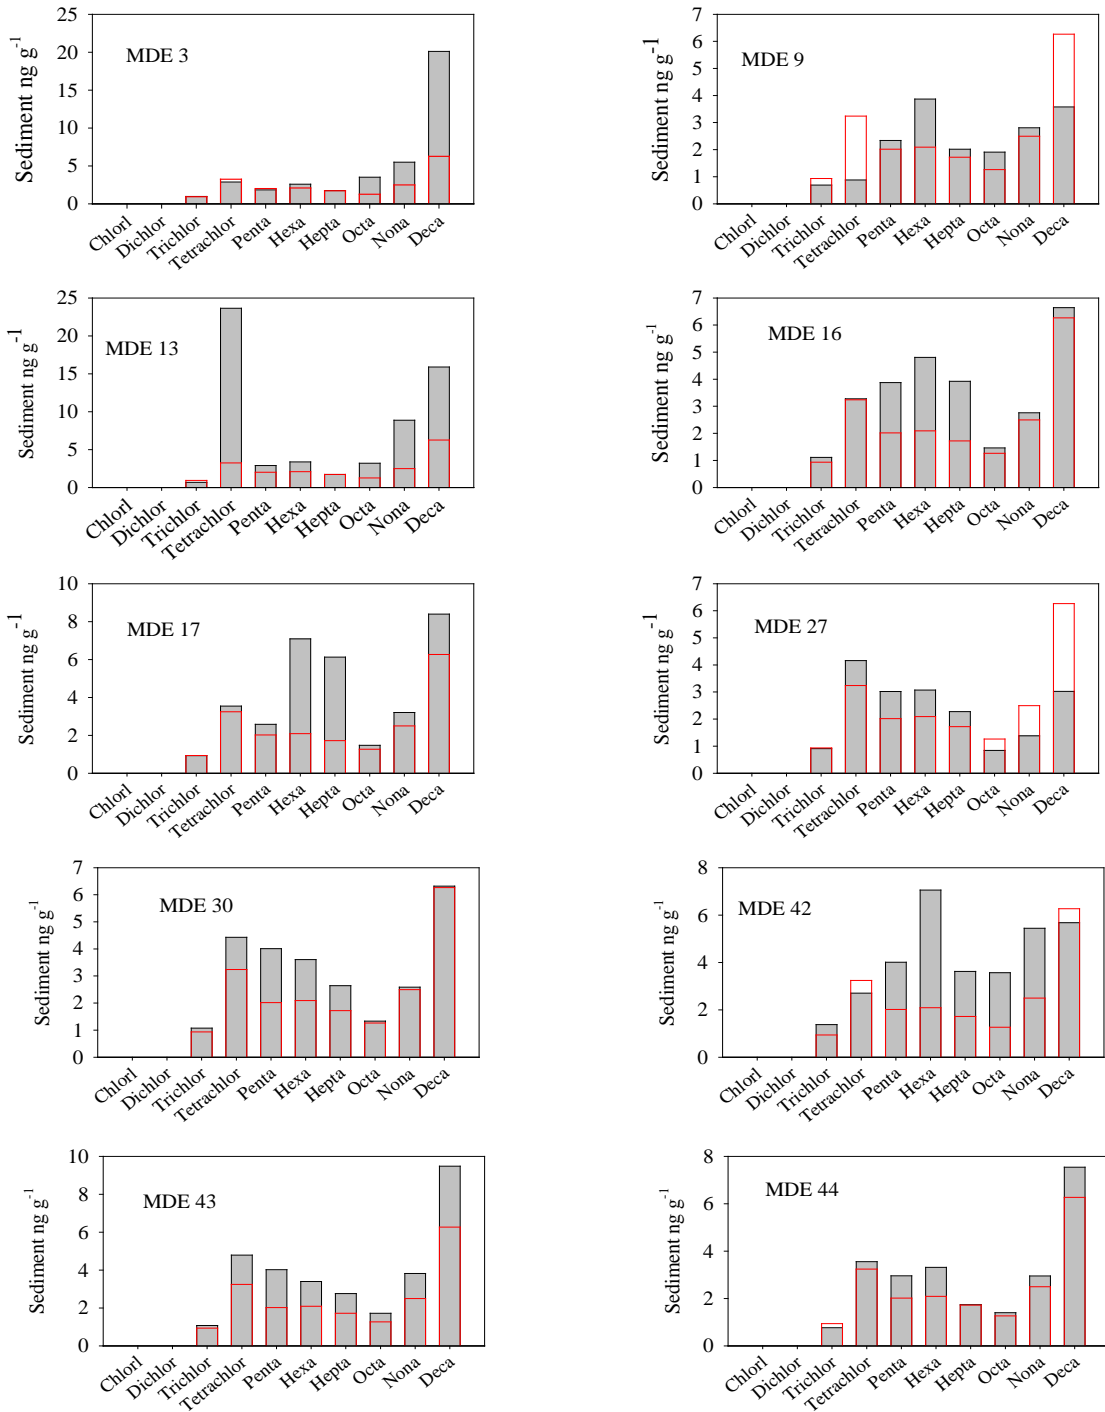 25
20
15
10
5
0
Sediment ng g-1
MDE 3
Chlorl Dichlor Trichlor Tetrachlor Penta Hexa Hepta Octa Nona Deca
7
6
5
4
3
2
1
0
Sediment ng g-1
MDE 9
Chlorl Dichlor Trichlor Tetrachlor Penta Hexa Hepta Octa Nona Deca
25
20
15
10
5
0
Sediment ng g-1
MDE 13
Chlorl Dichlor Trichlor Tetrachlor Penta Hexa Hepta Octa Nona Deca
7
6
5
4
3
2
1
0
Sediment ng g-1
MDE 16
Chlorl Dichlor Trichlor Tetrachlor Penta Hexa Hepta Octa Nona Deca
10
8
6
4
2
0
Sediment ng g-1
MDE 17
Chlorl Dichlor Trichlor Tetrachlor Penta Hexa Hepta Octa Nona Deca
7
6
5
4
3
2
1
0
Sediment ng g-1
MDE 27
Chlorl Dichlor Trichlor Tetrachlor Penta Hexa Hepta Octa Nona Deca
7
6
5
4
3
2
1
0
Sediment ng g-1
MDE 30
Chlorl Dichlor Trichlor Tetrachlor Penta Hexa Hepta Octa Nona Deca
8
6
4
2
0
Sediment ng g-1
MDE 42
Chlorl Dichlor Trichlor Tetrachlor Penta Hexa Hepta Octa Nona Deca
10
8
6
4
2
0
Sediment ng g-1
MDE 43
Chlorl Dichlor Trichlor Tetrachlor Penta Hexa Hepta Octa Nona Deca
8
6
4
2
0
Sediment ng g-1
MDE 44
Chlorl Dichlor Trichlor Tetrachlor Penta Hexa Hepta Octa Nona Deca